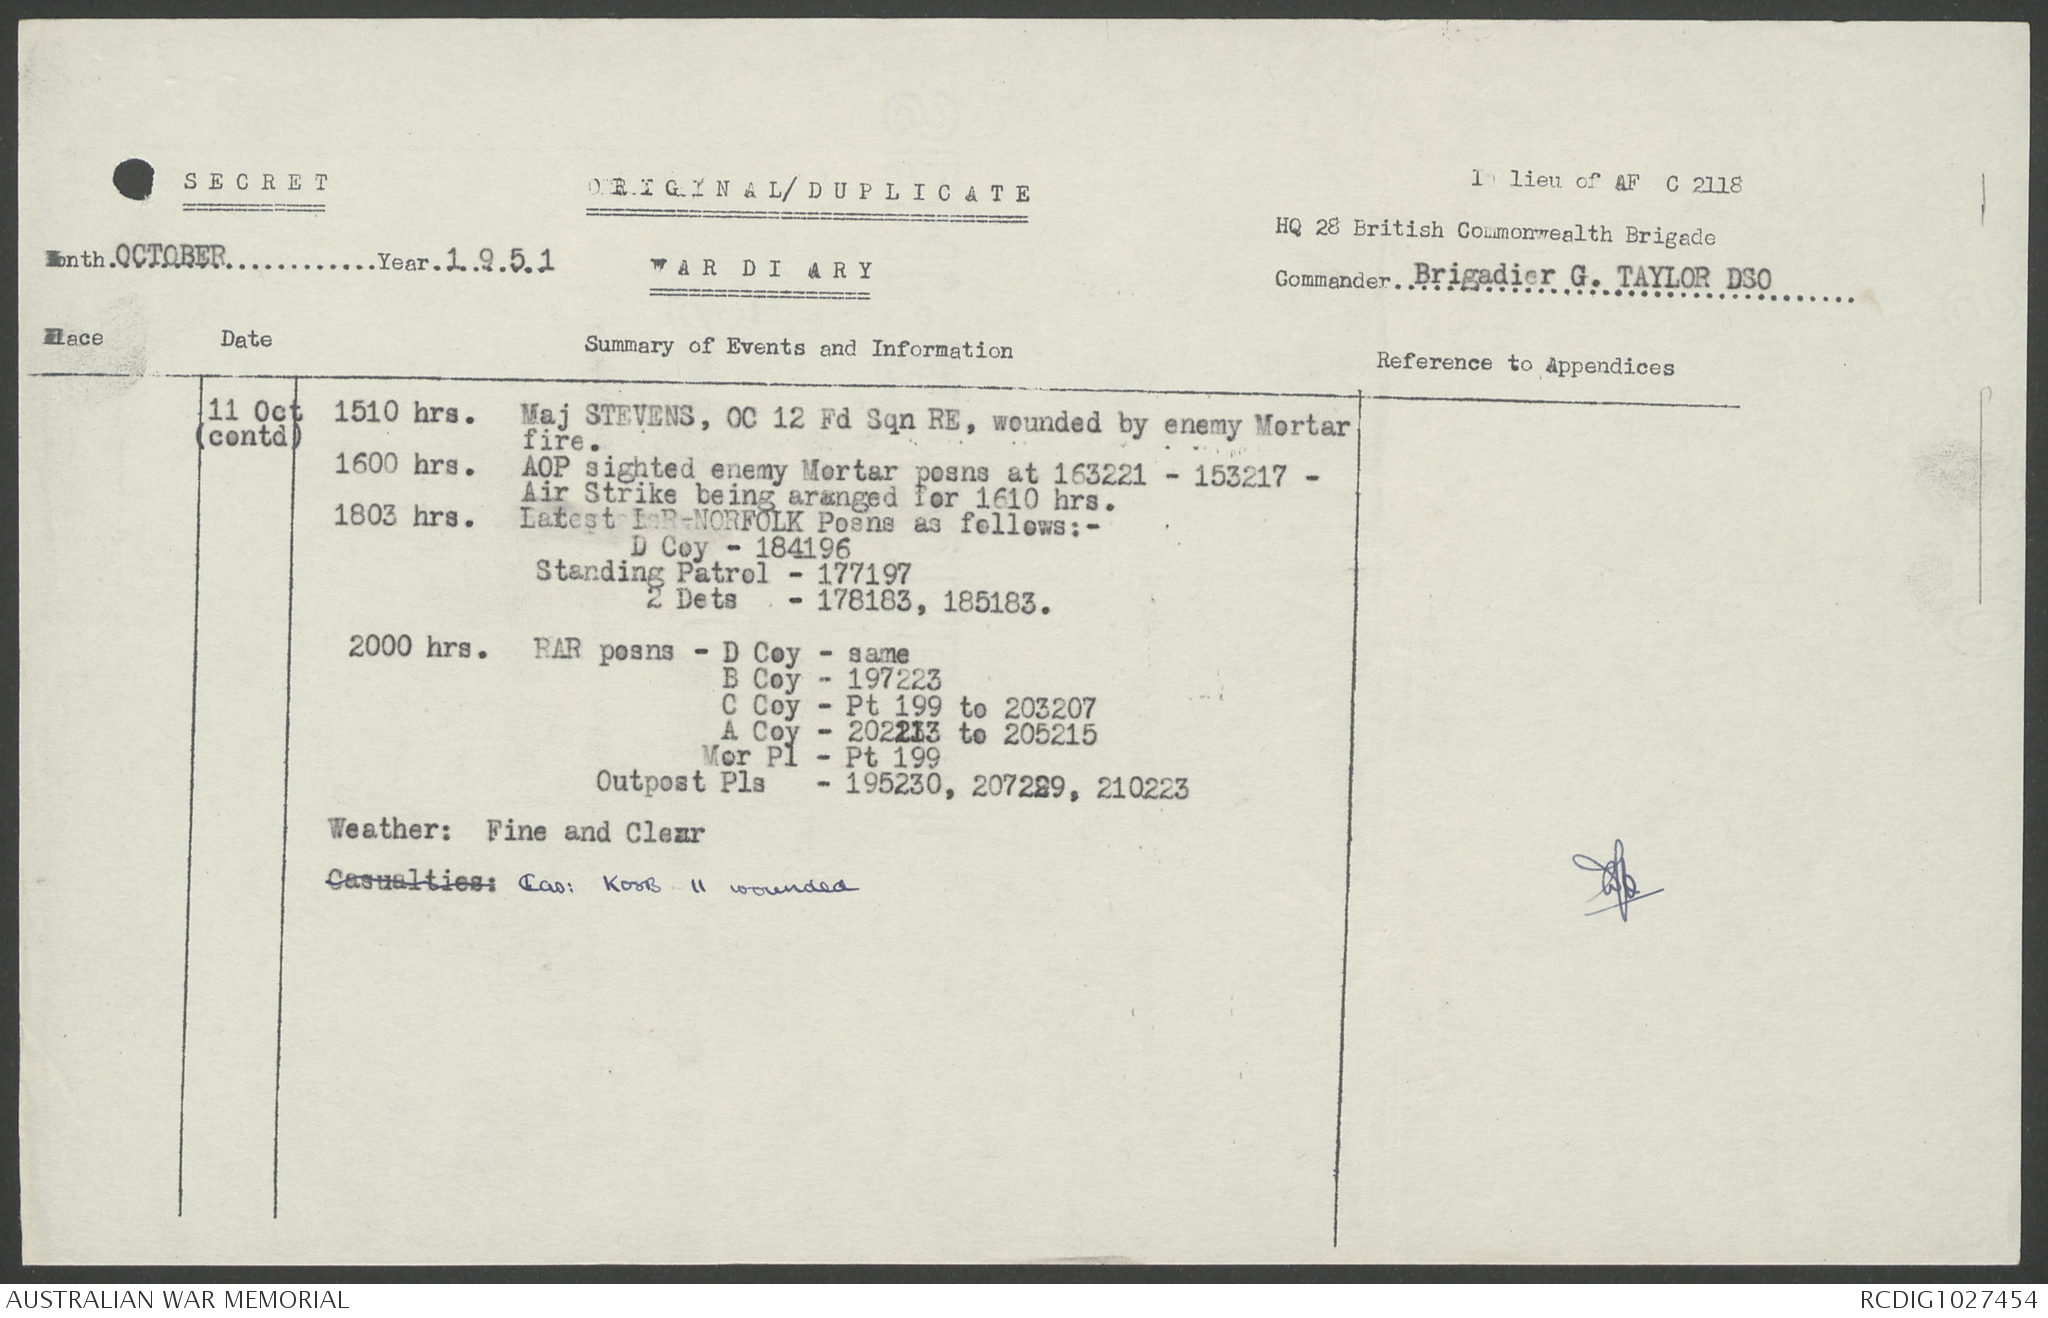 SECRET
ORIGINAL/DUPLICATE
In lieu of AF C 2118
HQ 28 British Commonwealth Brigade
Month.OCTOBER............Year.1.9.5.1
WAR DIARY
Commander..Brigadier G. TAYLOR DSO
Place Date Summary of Events and Information Reference to Appendices
11 Oct 1510 hrs. Maj STEVENS, OC 12 Fd Sqn RE, wounded by enemy Mortar
(contd) fire.
1600 hrs. AOP sighted enemy Mortar posns at 163221 - 153217 -
Air Strike being aranged for 1610 hrs.
1803 hrs. Latest NORFOLK Posns as follows:-
D Coy - 184196
Standing Patrol - 177197
2 Dets - 178183, 185183.
2000 hrs. RAR posns - D Coy - same
B Coy - 197223
C Coy - Pt 199 to 203207
A Coy - 202213 to 205215
Mor Pl - Pt 199
Outpost Pls - 195230, 207229, 210223
Weather: Fine and Clear
Casualties: Cas: KOSB 11 wounded
AUSTRALIAN WAR MEMORIAL
RCDIG1027454